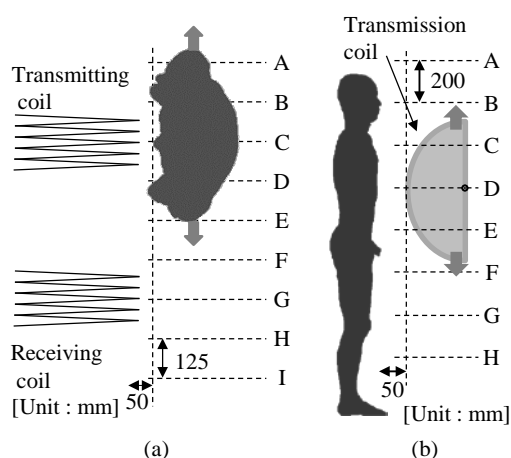 Transmitting
coil
A
B
C
D
E
F
G
H
I
125
50
Receiving
coil
[Unit : mm]
(a)
Transmission
coil
A
200
B
C
D
E
F
G
H
50
[Unit : mm]
(b)